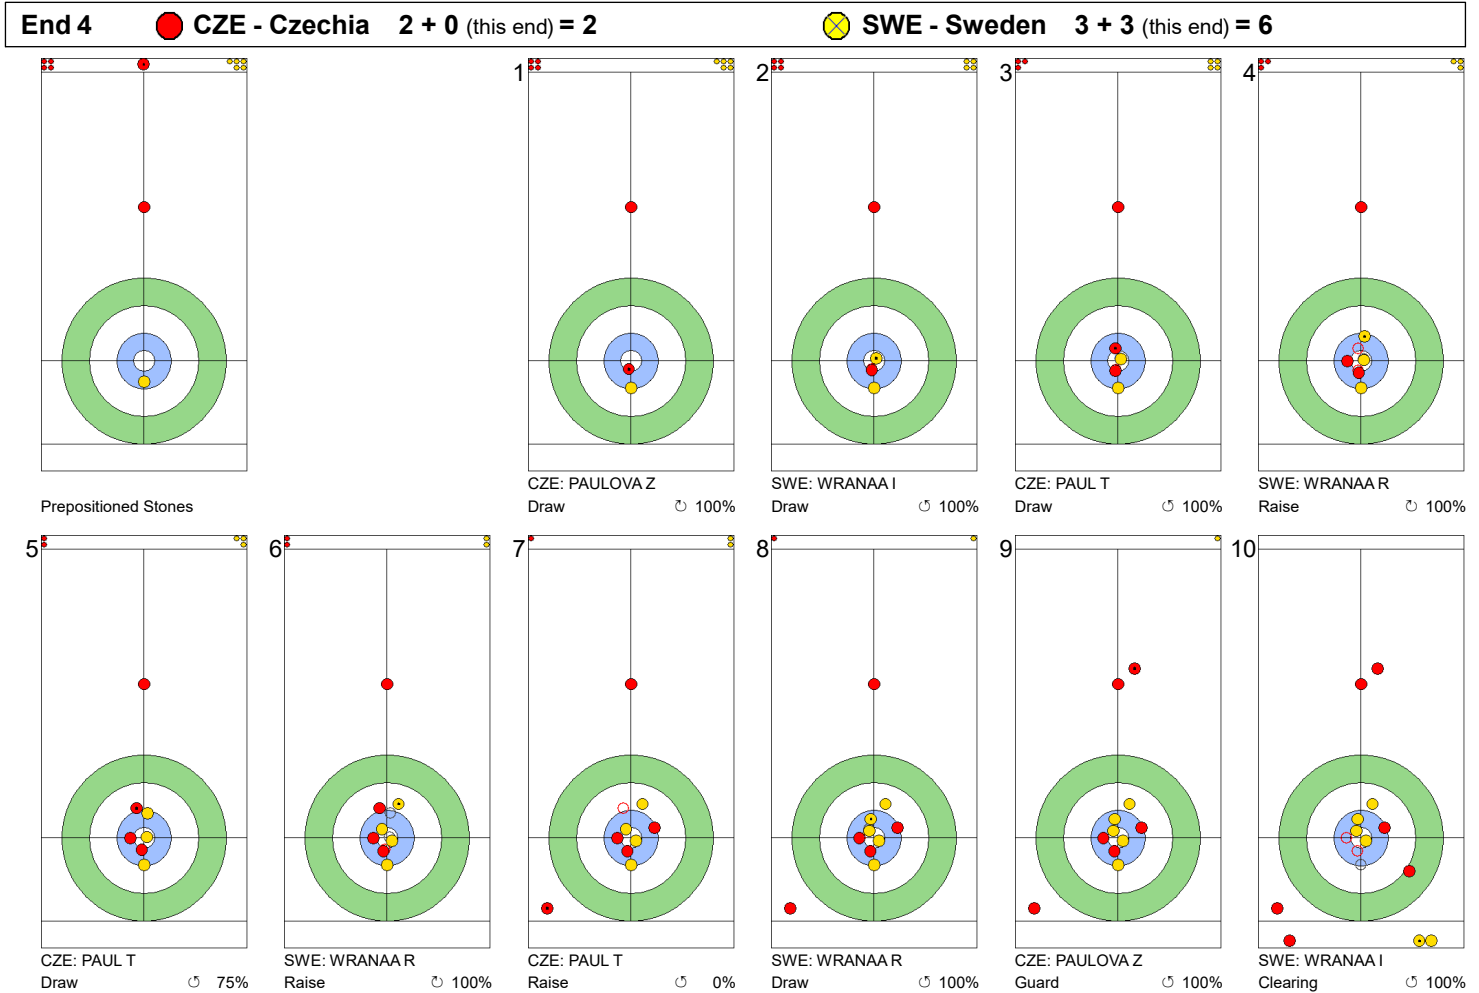 End 4 CZE - Czechia 2 + 0 (this end) = 2 SWE - Sweden 3 + 3 (this end) = 6
1 2 3 4
CZE: PAULOVA Z SWE: WRANAA I CZE: PAUL T SWE: WRANAA R
Prepositioned Stones Draw ↻ 100% Draw ↺ 100% Draw ↺ 100% Raise ↻ 100%
5 6 7 8 9 10
CZE: PAUL T SWE: WRANAA R CZE: PAUL T SWE: WRANAA R CZE: PAULOVA Z SWE: WRANAA I
Draw ↺ 75% Raise ↻ 100% Raise ↺ 0% Draw ↺ 100% Guard ↺ 100% Clearing ↺ 100%